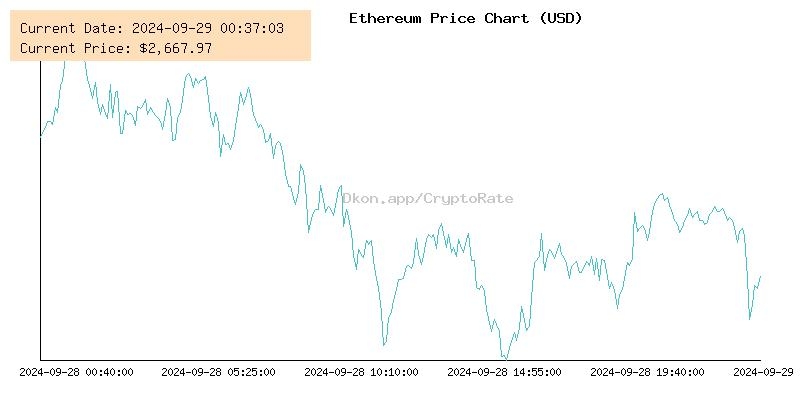 Ethereum Price Chart (USD)
Current Date: 2024-09-29 00:37:03
Current Price: $2,667.97
Dkon.app/CryptoRate
2024-09-28 00:40:00 2024-09-28 05:25:00 2024-09-28 10:10:00 2024-09-28 14:55:00 2024-09-28 19:40:00 2024-09-29